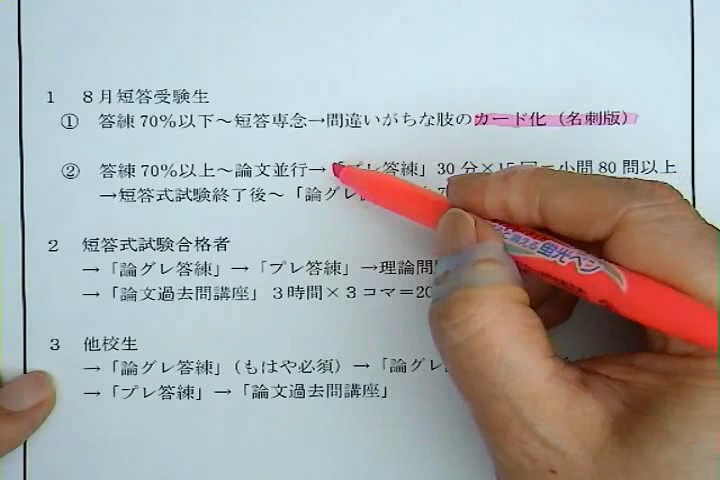 1 8月短答受験生
① 答練70%以下～短答専念→間違いがちな肢のカード化（名刺版）
② 答練70%以上～論文並行→「プレ答練」30分×15回＝小問80問以上
→短答式試験終了後～「論グレ
2 短答式試験合格者
→「論グレ答練」→「プレ答練」→理論問
→「論文過去問講座」3時間×3コマ＝20
3 他校生
→「論グレ答練」（もはや必須）→「論グレ
→「プレ答練」→「論文過去問講座」
蛍光ペン